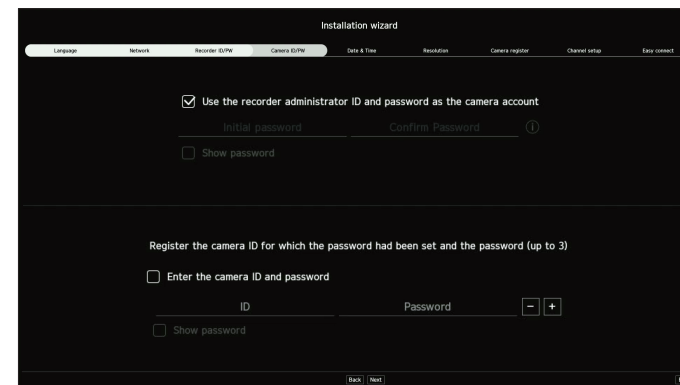 Installation wizard
Language Network Recorder ID/PW Camera ID/PW Date & Time Resolution Camera register Channel setup Easy connect
Use the recorder administrator ID and password as the camera account
Initial password Confirm Password
Show password
Register the camera ID for which the password had been set and the password (up to 3)
Enter the camera ID and password
ID Password - +
Show password
Back Next